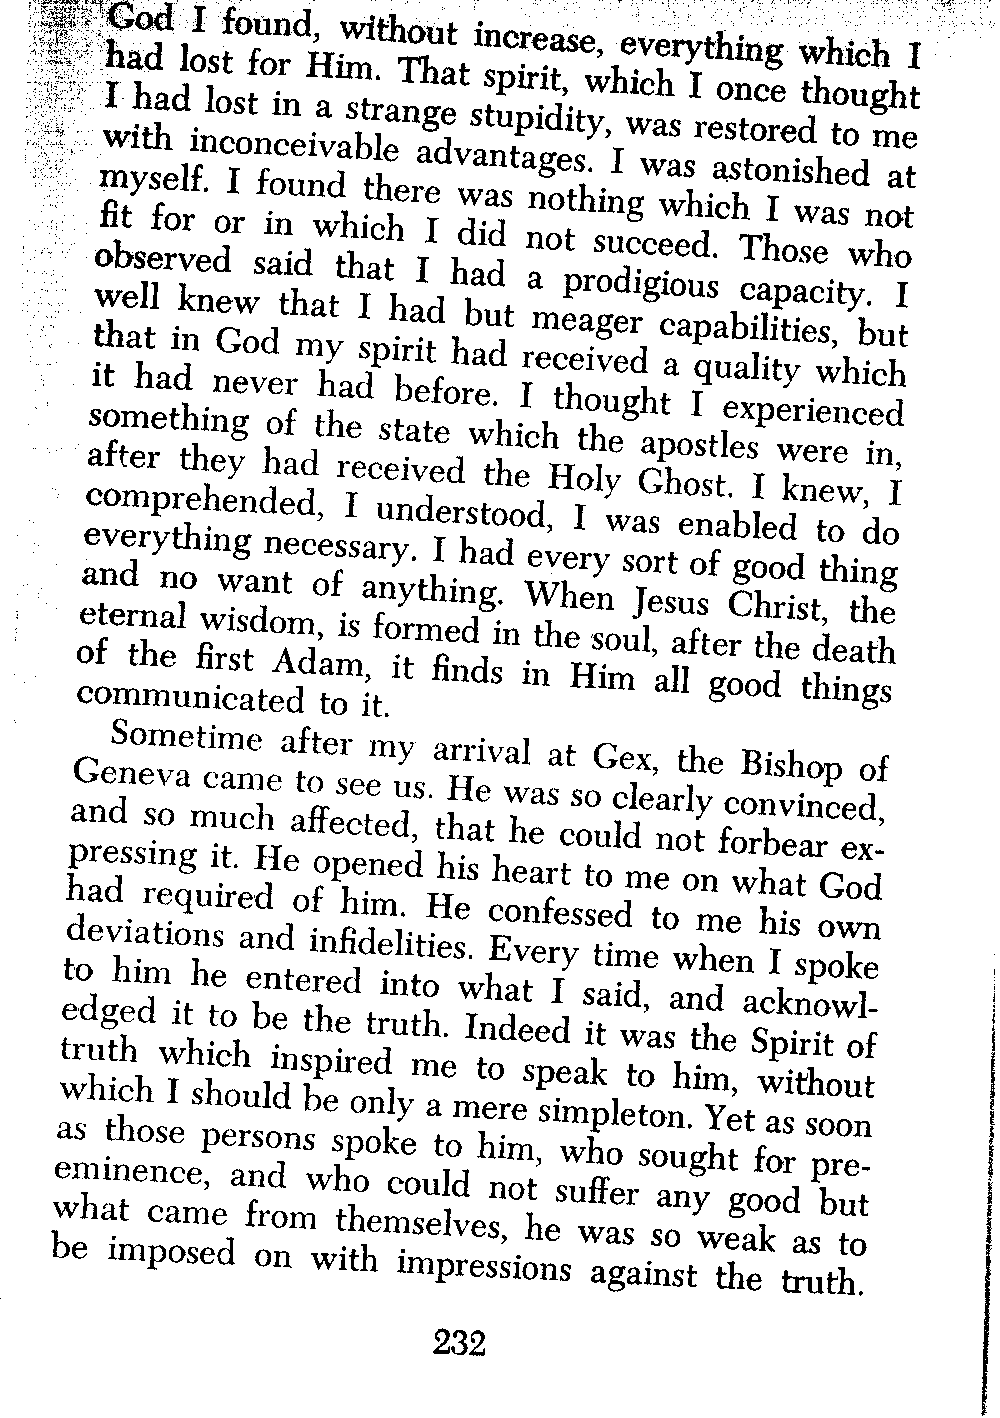 God I found, without increase, everything which I
had lost for Him. That spirit, which I once thought
I had lost in a strange stupidity, was restored to me
with inconceivable advantages. I was astonished at
myself. I found there was nothing which I was not
fit for or in which I did not succeed. Those who
observed said that I had a prodigious capacity. I
well knew that I had but meager capabilities, but
that in God my spirit had received a quality which
it had never had before. I thought I experienced
something of the state which the apostles were in,
after they had received the Holy Ghost. I knew, I
comprehended, I understood, I was enabled to do
everything necessary. I had every sort of good thing
and no want of anything. When Jesus Christ, the
eternal wisdom, is formed in the soul, after the death
of the first Adam, it finds in Him all good things
communicated to it.
Sometime after my arrival at Gex, the Bishop of
Geneva came to see us. He was so clearly convinced,
and so much affected, that he could not forbear ex-
pressing it. He opened his heart to me on what God
had required of him. He confessed to me his own
deviations and infidelities. Every time when I spoke
to him he entered into what I said, and acknowl-
edged it to be the truth. Indeed it was the Spirit of
truth which inspired me to speak to him, without
which I should be only a mere simpleton. Yet as soon
as those persons spoke to him, who sought for pre-
eminence, and who could not suffer any good but
what came from themselves, he was so weak as to
be imposed on with impressions against the truth.
232